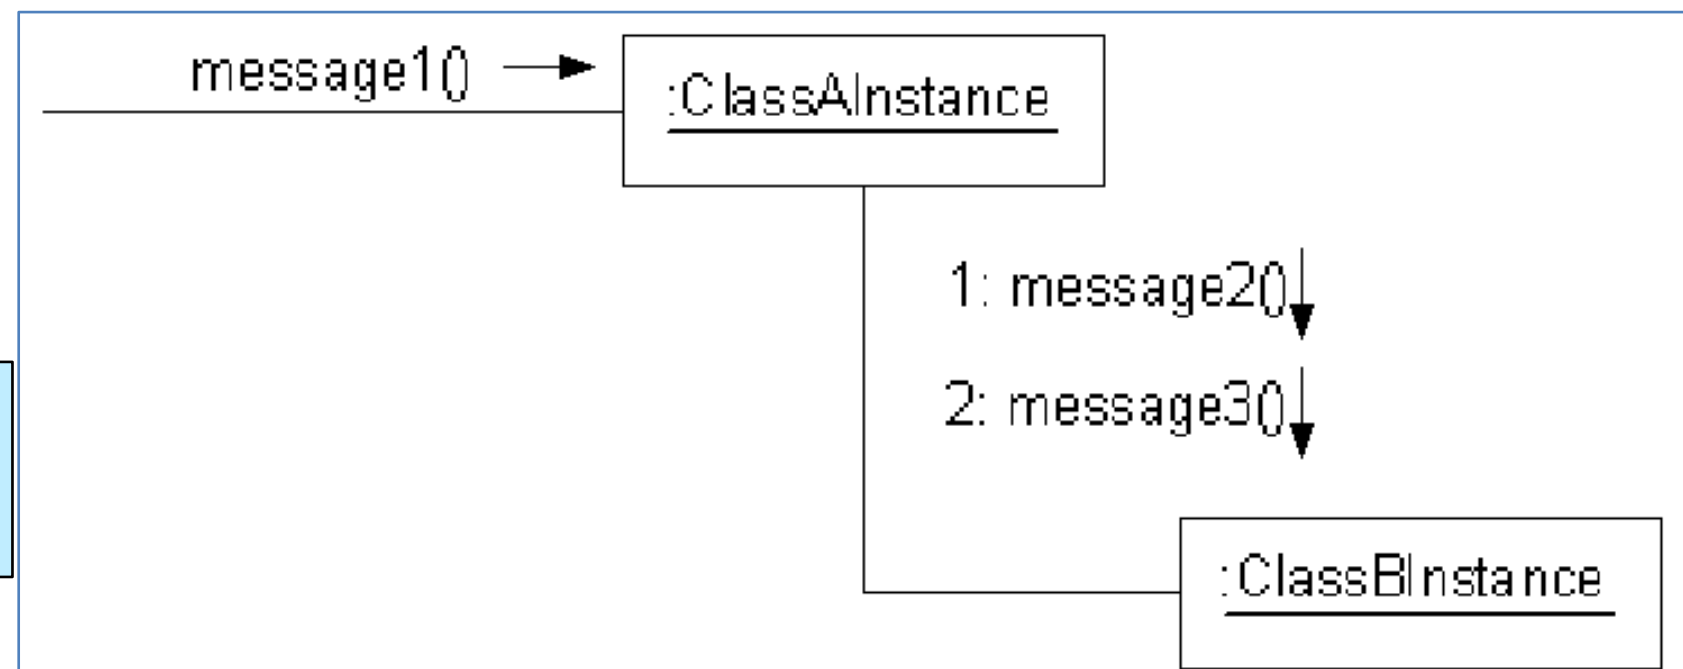 message1()
:ClassAInstance
1: message2()
2: message3()
:ClassBInstance